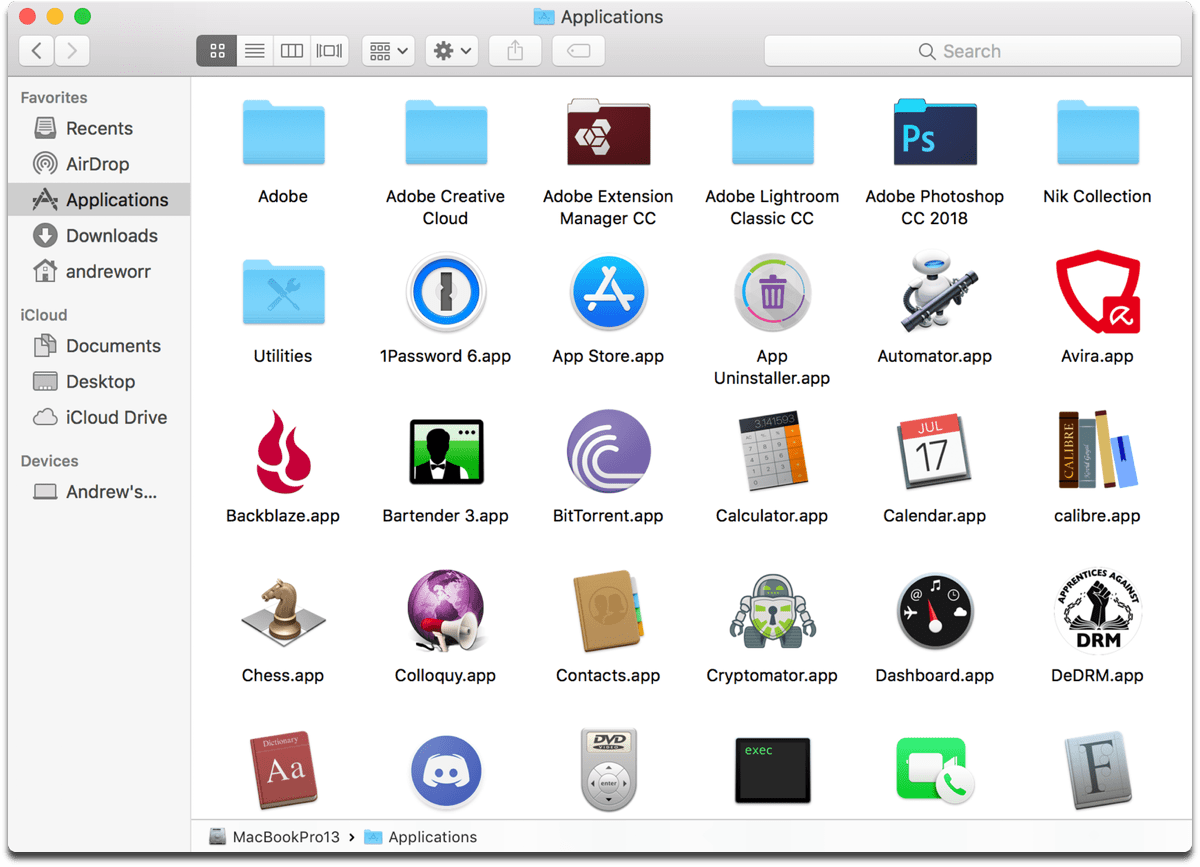 Applications
Search
Favorites
Recents
AirDrop
Applications
Downloads
andreworr
iCloud
Documents
Desktop
iCloud Drive
Devices
Andrew's...
Adobe
Adobe Creative
Cloud
Adobe Extension
Manager CC
Adobe Lightroom
Classic CC
Ps
Adobe Photoshop
CC 2018
Nik Collection
Utilities
1
1Password 6.app
App Store.app
App
Uninstaller.app
Automator.app
Avira.app
Backblaze.app
Bartender 3.app
BitTorrent.app
3.141593
Calculator.app
JUL
17
Calendar.app
CALIBRE
calibre.app
Chess.app
Colloquy.app
Contacts.app
Cryptomator.app
@
Dashboard.app
APPRENTICES AGAINST
DRM
DeDRM.app
Dictionary
Aa
DVD
VIDEO
enter
exec
F
MacBookPro13 › Applications